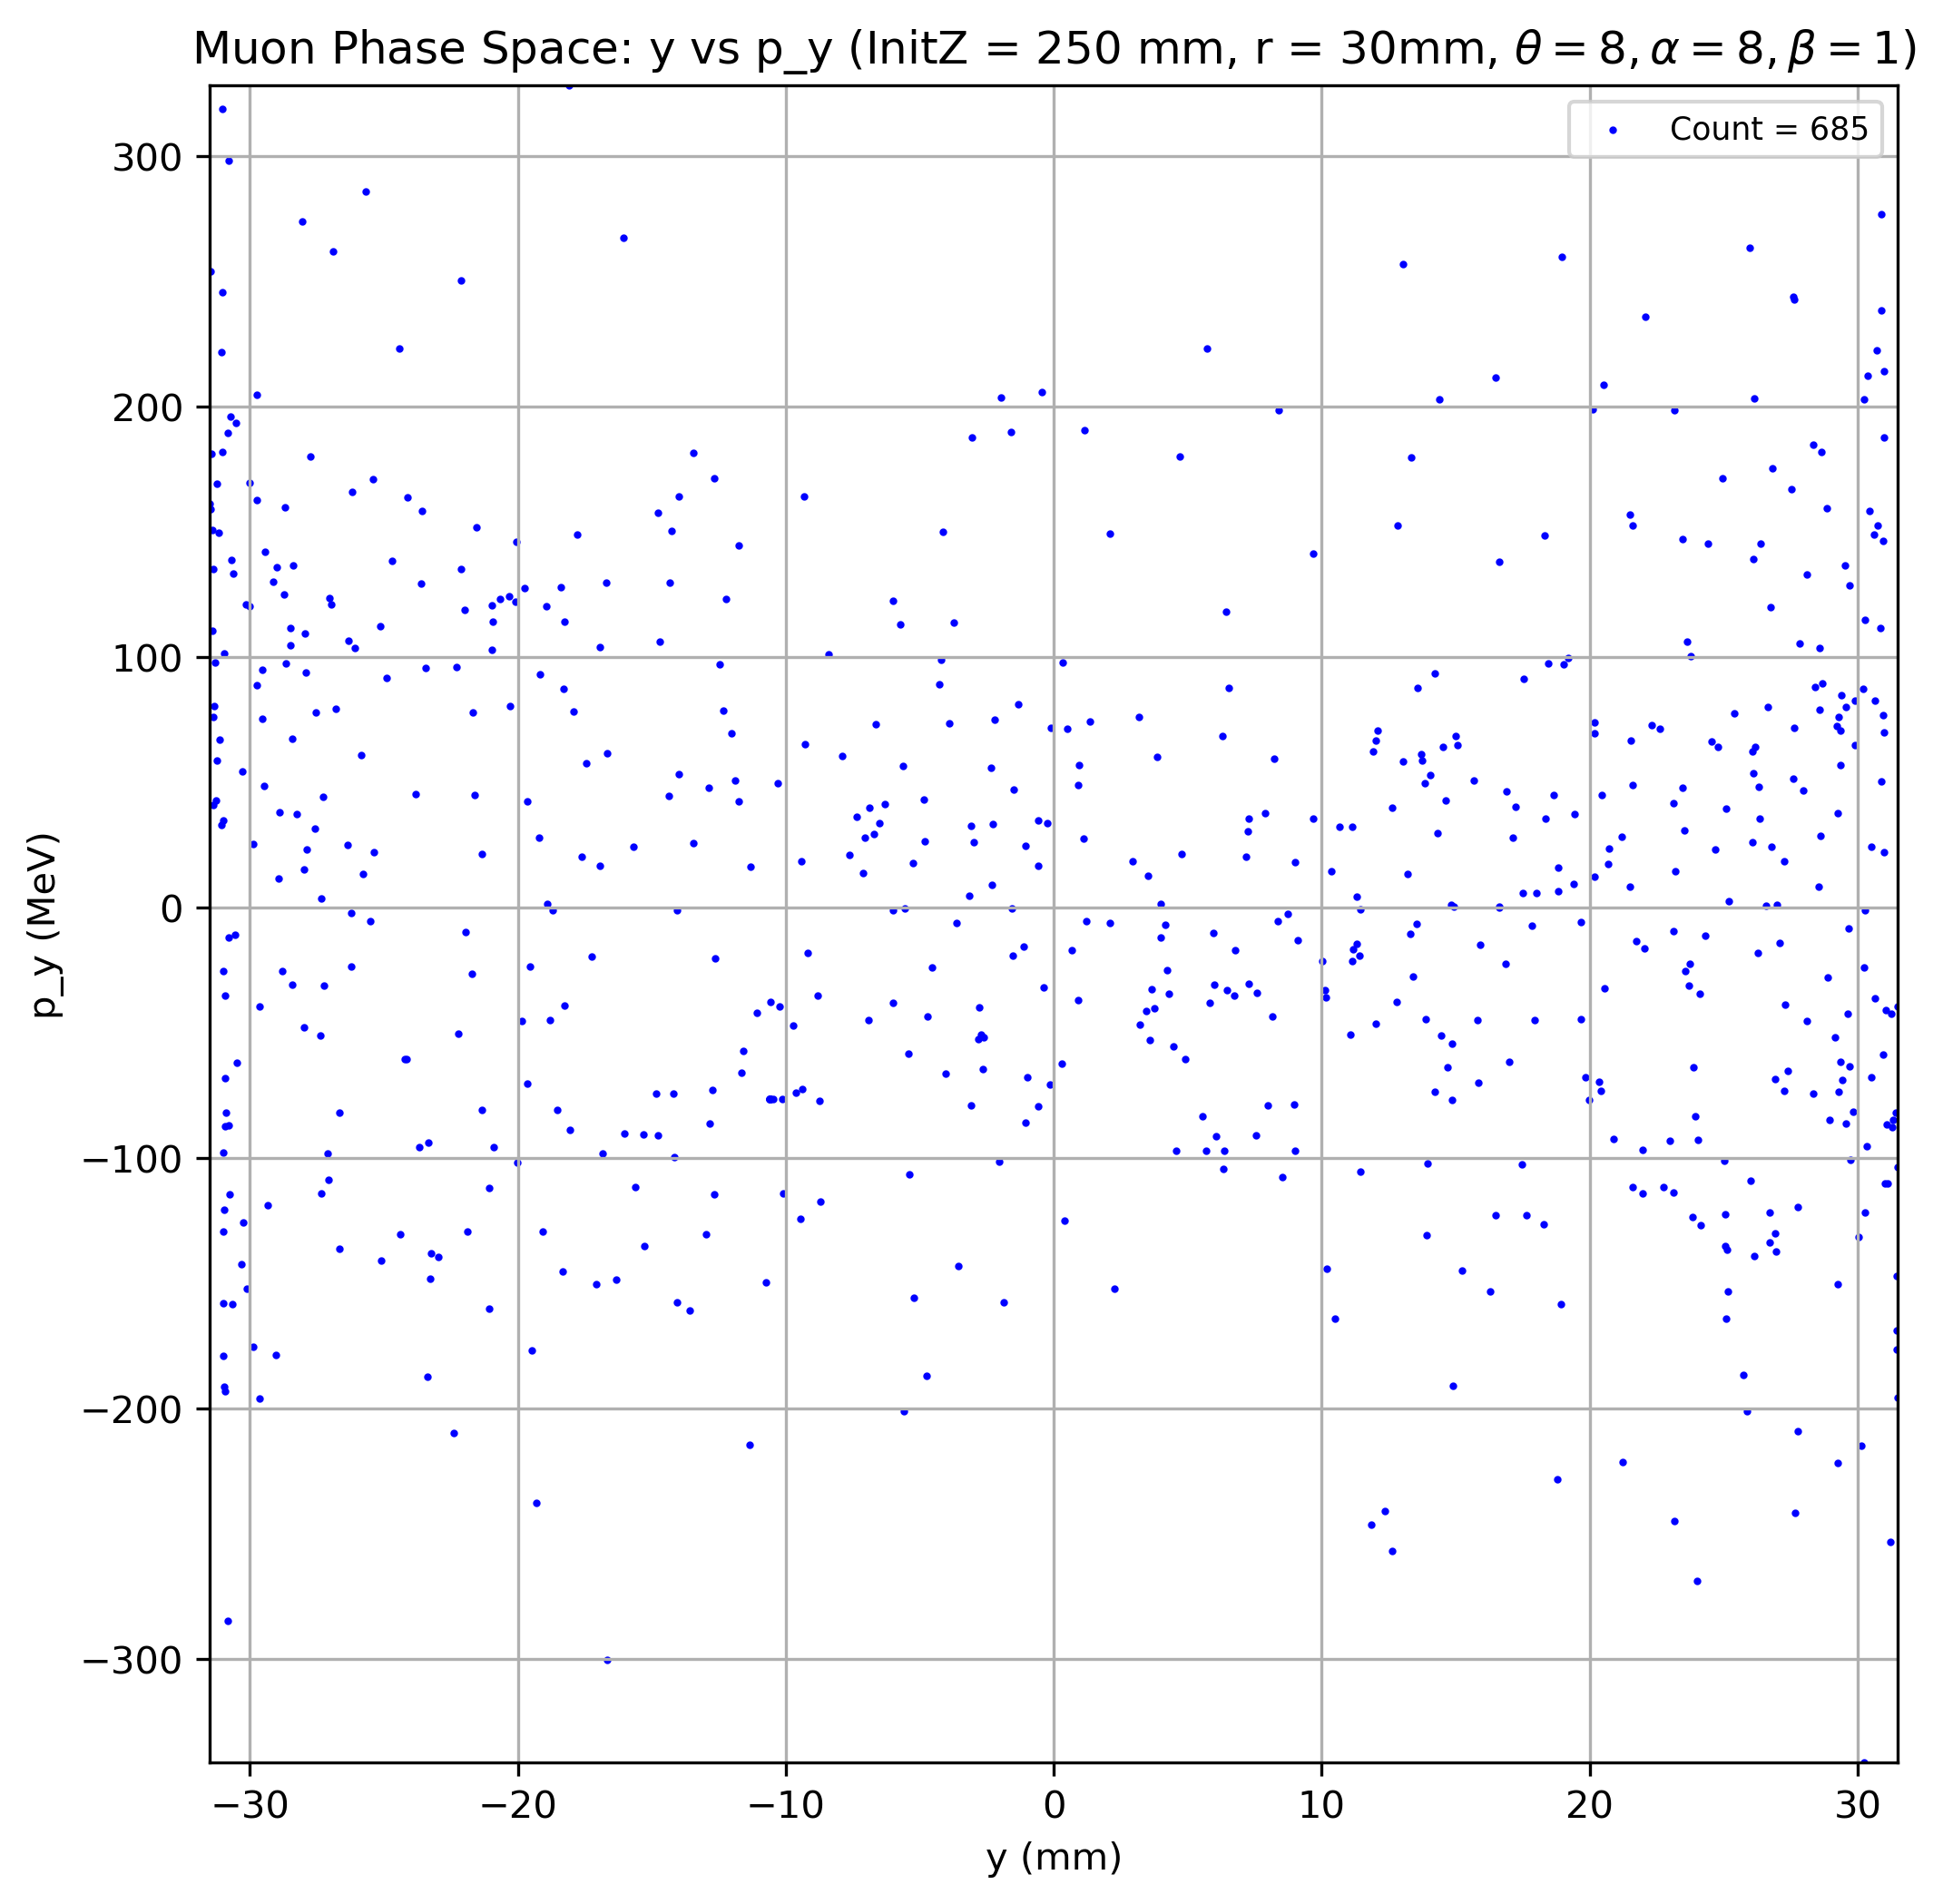 Muon Phase Space: y vs p_y (InitZ = 250 mm, r = 30mm, θ = 8, α = 8, β = 1)
Count = 685
300
200
100
0
−100
−200
−300
p_y (MeV)
−30 −20 −10 0 10 20 30
y (mm)